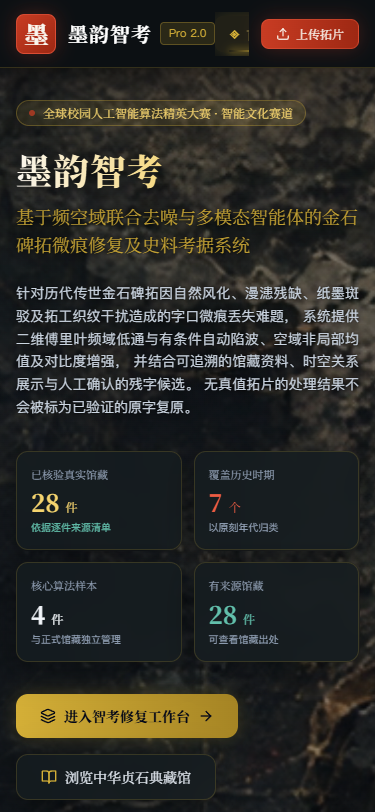 墨
墨韵智考
Pro 2.0
上传拓片
全球校园人工智能算法精英大赛 · 智能文化赛道
墨韵智考
基于频空域联合去噪与多模态智能体的金石
碑拓微痕修复及史料考据系统
针对历代传世金石碑拓因自然风化、漫漶残缺、纸墨斑
驳及拓工织纹干扰造成的字口微痕丢失难题， 系统提供
二维傅里叶频域低通与有条件自动陷波、空域非局部均
值及对比度增强， 并结合可追溯的馆藏资料、时空关系
展示与人工确认的残字候选。 无真值拓片的处理结果不
会被标为已验证的原字复原。
已核验真实馆藏
28 件
依据逐件来源清单
覆盖历史时期
7 个
以原刻年代归类
核心算法样本
4 件
与正式馆藏独立管理
有来源馆藏
28 件
可查看馆藏出处
进入智考修复工作台
浏览中华贞石典藏馆